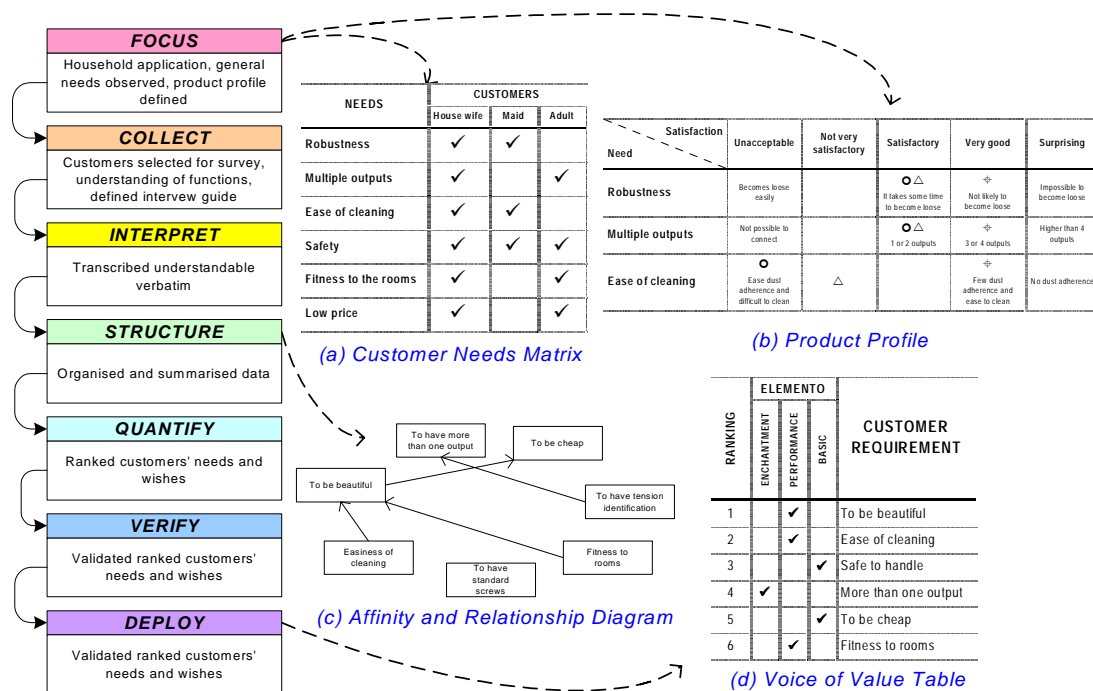 FOCUS
Household application, general
needs observed, product profile
defined
COLLECT
Customers selected for survey,
understanding of functions,
defined intervew guide
INTERPRET
Transcribed understandable
verbatim
STRUCTURE
Organised and summarised data
QUANTIFY
Ranked customers' needs and
wishes
VERIFY
Validated ranked customers'
needs and wishes
DEPLOY
Validated ranked customers'
needs and wishes
NEEDS
CUSTOMERS
House wife Maid Adult
Robustness ✓ ✓
Multiple outputs ✓ ✓
Ease of cleaning ✓ ✓
Safety ✓ ✓ ✓
Fitness to the rooms ✓ ✓
Low price ✓ ✓
(a) Customer Needs Matrix
Satisfaction
Need
Unacceptable
Not very
satisfactory
Satisfactory
Very good
Surprising
Robustness
Becomes loose
easily
It takes some time
to become loose
Not likely to
become loose
Impossible to
become loose
Multiple outputs
Not possible to
connect
1 or 2 outputs
3 or 4 outputs
Higher than 4
outputs
Ease of cleaning
Ease dust
adherence and
difficult to clean
Few dust
adherence and
ease to clean
No dust adherence
(b) Product Profile
To have more
than one output
To be cheap
To be beautiful
To have tension
identification
Easiness of
cleaning
Fitness to
rooms
To have
standard
screws
(c) Affinity and Relationship Diagram
RANKING
ELEMENTO
ENCHANTMENT
PERFORMANCE
BASIC
CUSTOMER
REQUIREMENT
1 ✔ To be beautiful
2 ✔ Ease of cleaning
3 ✔ Safe to handle
4 ✔ More than one output
5 ✔ To be cheap
6 ✔ Fitness to rooms
(d) Voice of Value Table